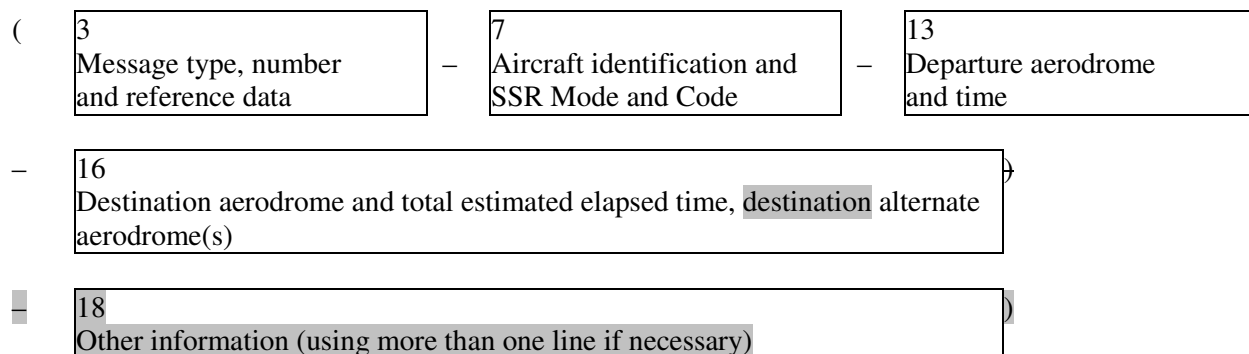 ( 3 7 13
Message type, number – Aircraft identification and – Departure aerodrome
and reference data SSR Mode and Code and time
– 16 )
Destination aerodrome and total estimated elapsed time, destination alternate
aerodrome(s)
– 18 )
Other information (using more than one line if necessary)